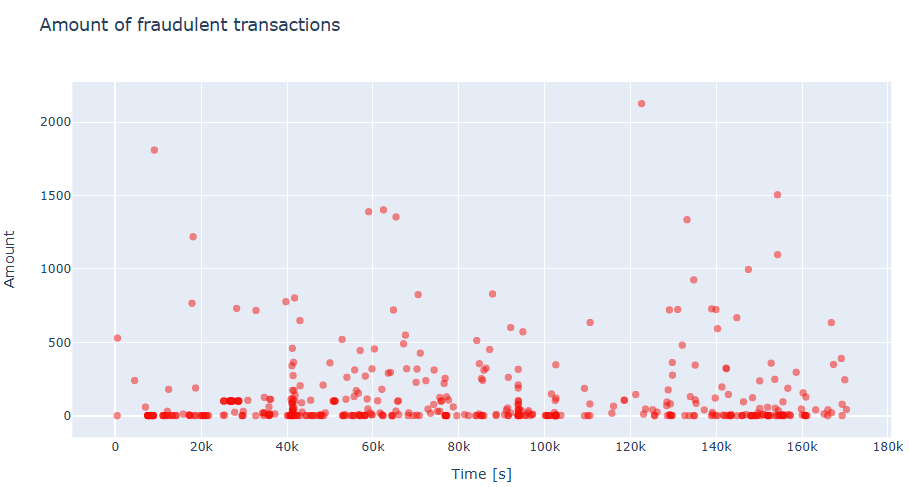 Amount of fraudulent transactions
2000
1500
1000
500
0
Amount
0 20k 40k 60k 80k 100k 120k 140k 160k 180k
Time [s]